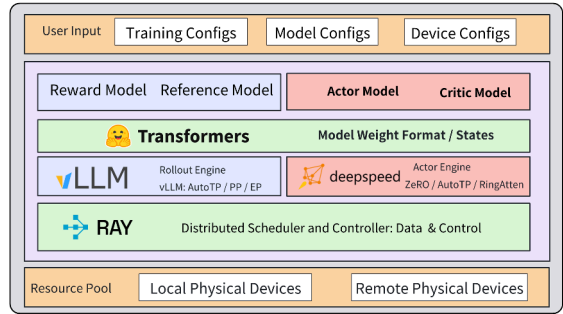 User Input
Training Configs
Model Configs
Device Configs
Reward Model Reference Model
Actor Model
Critic Model
Transformers
Model Weight Format / States
vLLM
Rollout Engine
vLLM: AutoTP / PP / EP
deepspeed
Actor Engine
ZeRO / AutoTP / RingAtten
RAY
Distributed Scheduler and Controller: Data & Control
Resource Pool
Local Physical Devices
Remote Physical Devices